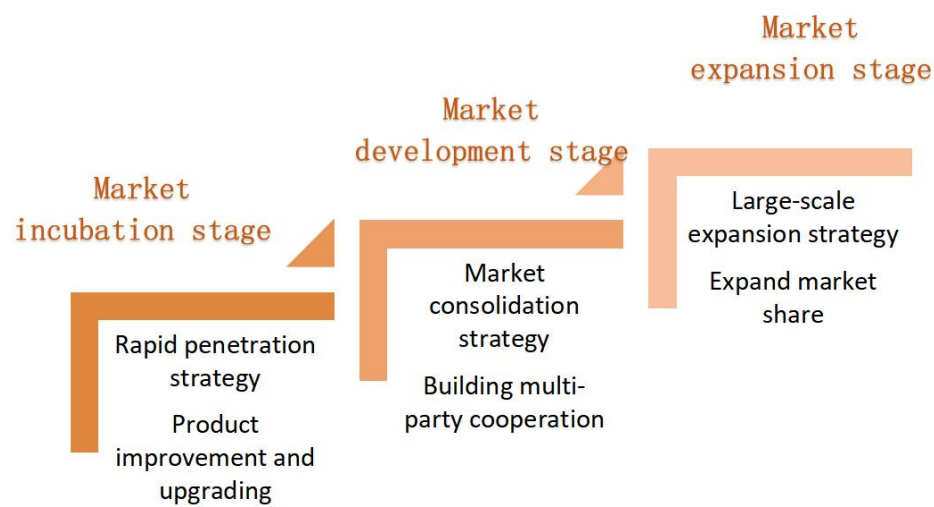 Market
incubation stage
Rapid penetration
strategy
Product
improvement and
upgrading
Market
development stage
Market
consolidation
strategy
Building multi-
party cooperation
Market
expansion stage
Large-scale
expansion strategy
Expand market
share